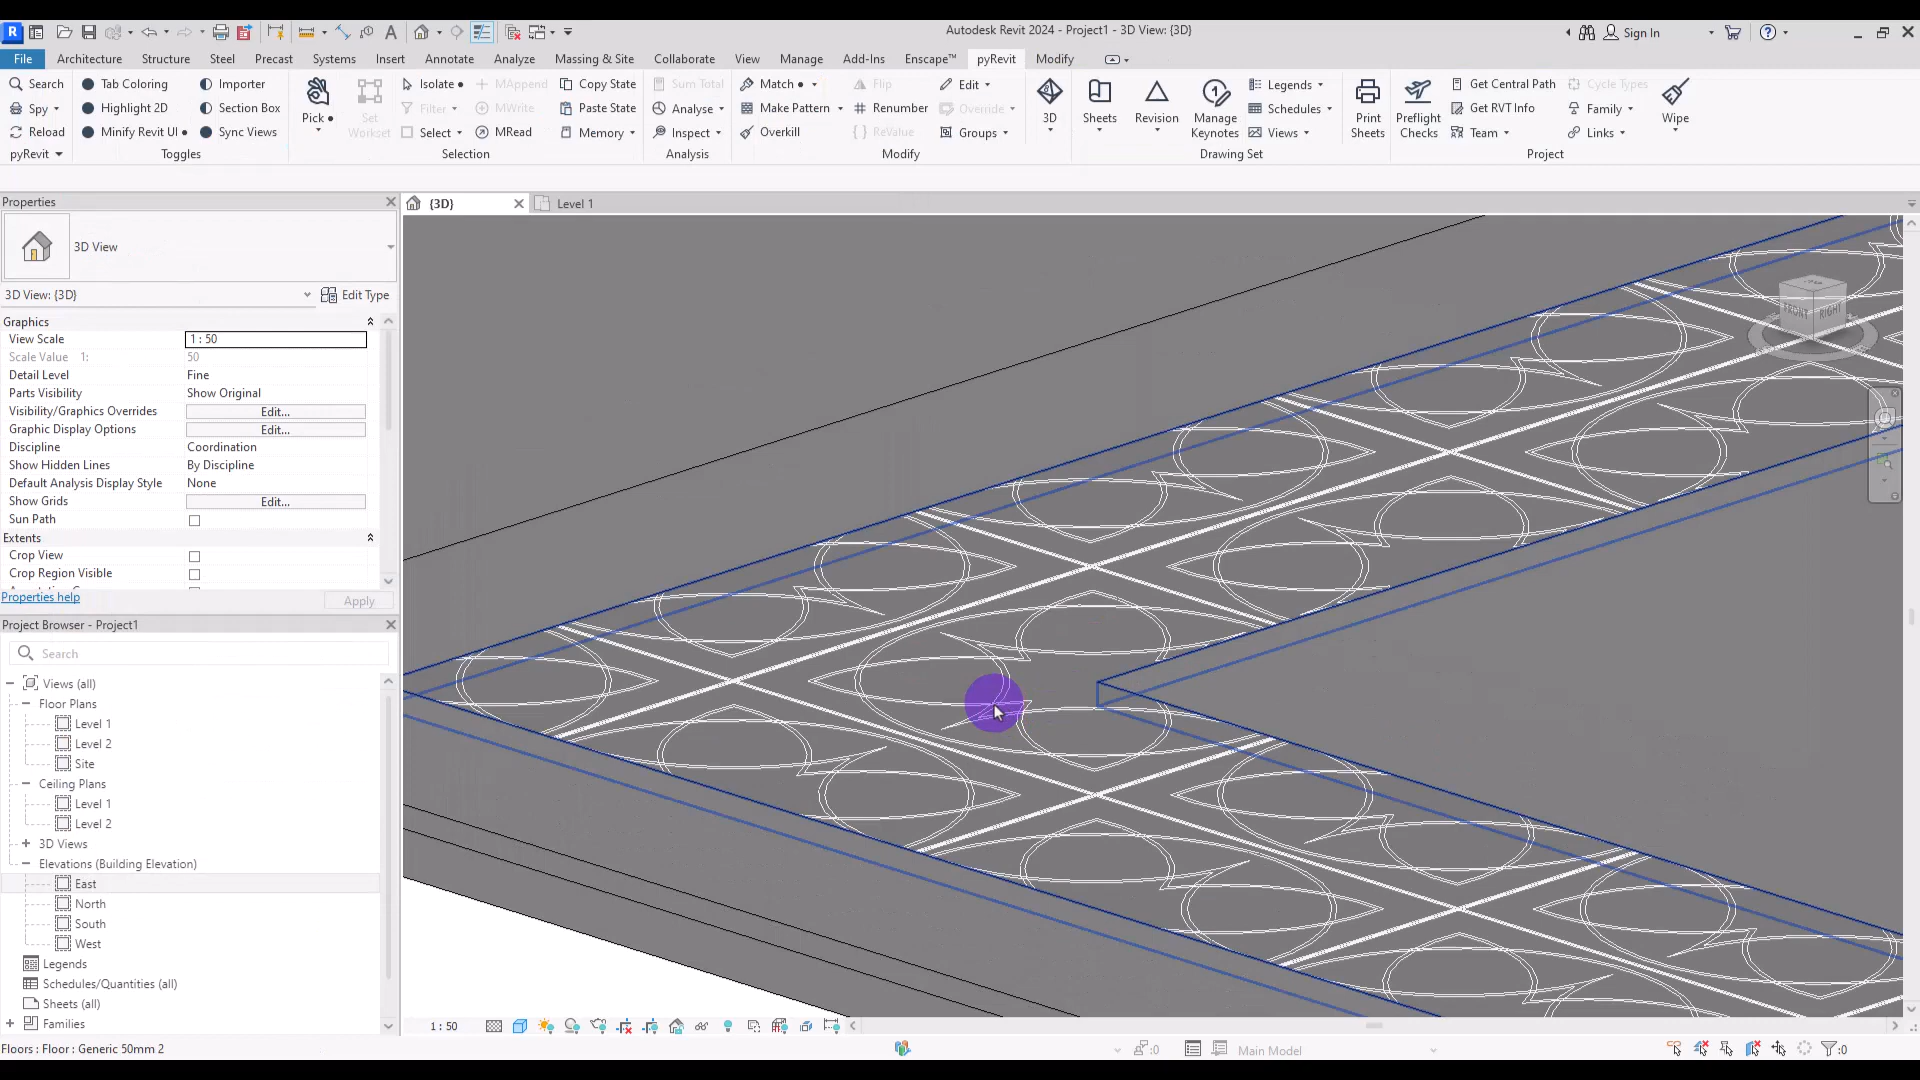 Autodesk Revit 2024 - Project1 - 3D View: {3D}
Sign In
File Architecture Structure Steel Precast Systems Insert Annotate Analyze Massing & Site Collaborate View Manage Add-Ins Enscape™ pyRevit Modify
Search Tab Coloring Importer Isolate MAppend Copy State Sum Total Match Flip Edit Legends Get Central Path Cycle Types
Spy Highlight 2D Section Box Filter MWrite Paste State Analyse Make Pattern Renumber Override Schedules Get RVT Info Family
Reload Minify Revit UI Sync Views Select MRead Memory Inspect Overkill ReValue Groups Views Team Links
Pick
Set Workset
3D
Sheets
Revision
Manage Keynotes
Print Sheets
Preflight Checks
Wipe
pyRevit Toggles Selection Analysis Modify Drawing Set Project
Properties
{3D}
Level 1
3D View
3D View: {3D}
Edit Type
Graphics
View Scale 1 : 50
Scale Value 1: 50
Detail Level Fine
Parts Visibility Show Original
Visibility/Graphics Overrides Edit...
Graphic Display Options Edit...
Discipline Coordination
Show Hidden Lines By Discipline
Default Analysis Display Style None
Show Grids Edit...
Sun Path
Extents
Crop View
Crop Region Visible
Properties help
Apply
Project Browser - Project1
Search
Views (all)
Floor Plans
Level 1
Level 2
Site
Ceiling Plans
Level 1
Level 2
3D Views
Elevations (Building Elevation)
East
North
South
West
Legends
Schedules/Quantities (all)
Sheets (all)
Families
FRONT
RIGHT
1 : 50
Floors : Floor : Generic 50mm 2
:0
Main Model
:0